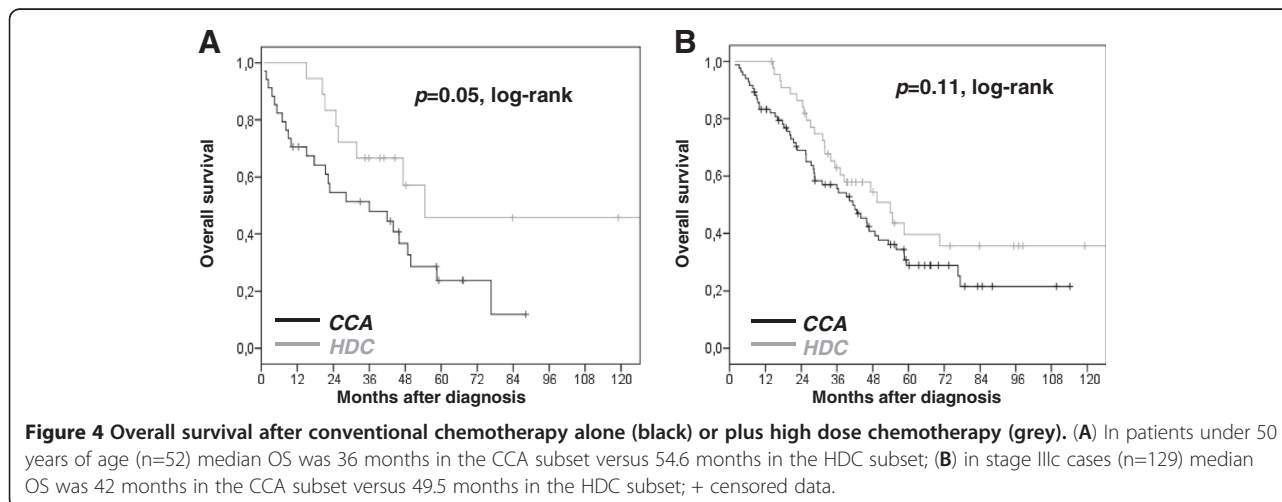 A
p=0.05, log-rank
Overall survival
1,0
0,8
0,6
0,4
0,2
0,0
CCA
HDC
0 12 24 36 48 60 72 84 96 108 120
Months after diagnosis
B
p=0.11, log-rank
Overall survival
1,0
0,8
0,6
0,4
0,2
0,0
CCA
HDC
0 12 24 36 48 60 72 84 96 108 120
Months after diagnosis
Figure 4 Overall survival after conventional chemotherapy alone (black) or plus high dose chemotherapy (grey). (A) In patients under 50
years of age (n=52) median OS was 36 months in the CCA subset versus 54.6 months in the HDC subset; (B) in stage IIIc cases (n=129) median
OS was 42 months in the CCA subset versus 49.5 months in the HDC subset; + censored data.